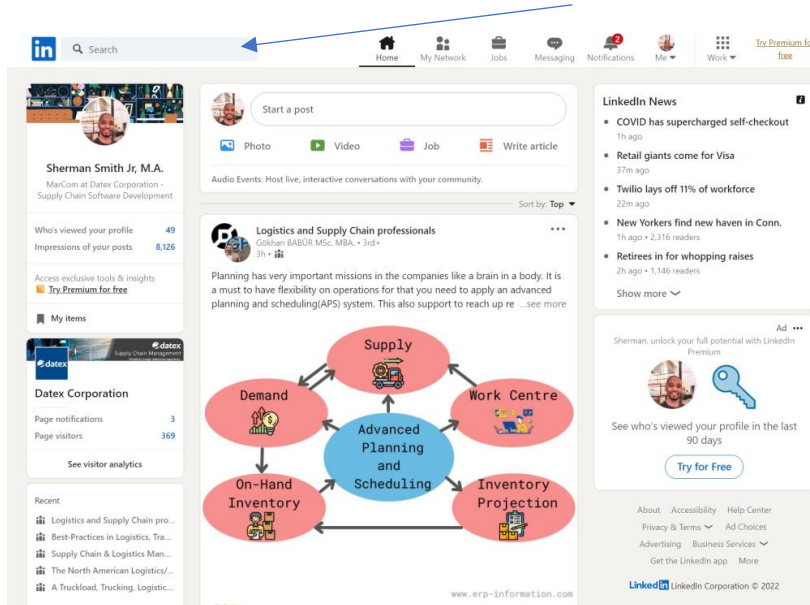 in
Search
Home
My Network
Jobs
Messaging
2
Notifications
Me
Work
Try Premium fo
free
Sherman Smith Jr, M.A.
MarCom at Datex Corporation -
Supply Chain Software Development
Who's viewed your profile 49
Impressions of your posts 8,126
Access exclusive tools & insights
Try Premium for free
My items
datex
Supply Chain Management
datex
Datex Corporation
Page notifications 3
Page visitors 369
See visitor analytics
Recent
Logistics and Supply Chain pro...
Best-Practices in Logistics, Tra...
Supply Chain & Logistics Man...
The North American Logistics/...
A Truckload, Trucking, Logistic...
Start a post
Photo
Video
Job
Write article
Audio Events: Host live, interactive conversations with your community.
Sort by: Top
Logistics and Supply Chain professionals
Gökhan BABÜR MSc. MBA. • 3rd+
3h •
Planning has very important missions in the companies like a brain in a body. It is
a must to have flexibility on operations for that you need to apply an advanced
planning and scheduling(APS) system. This also support to reach up re ...see more
Supply
Demand
Work Centre
Advanced
Planning
and
Scheduling
On-Hand
Inventory
Inventory
Projection
www.erp-information.com
LinkedIn News
COVID has supercharged self-checkout
1h ago
Retail giants come for Visa
37m ago
Twilio lays off 11% of workforce
22m ago
New Yorkers find new haven in Conn.
1h ago • 2,316 readers
Retirees in for whopping raises
2h ago • 1,146 readers
Show more
Ad
Sherman, unlock your full potential with LinkedIn
Premium
See who's viewed your profile in the last
90 days
Try for Free
About Accessibility Help Center
Privacy & Terms Ad Choices
Advertising Business Services
Get the LinkedIn app More
Linked in LinkedIn Corporation © 2022